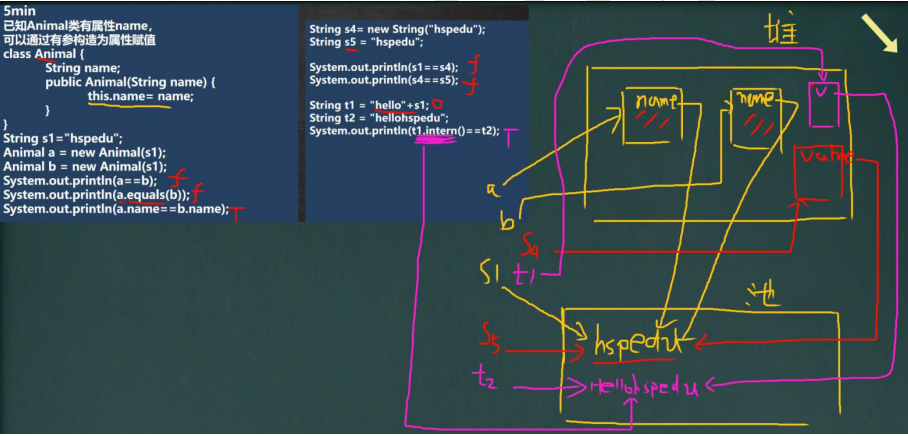 5min
已知Animal类有属性name,
可以通过有参构造为属性赋值
class Animal {
String name;
public Animal(String name) {
this.name= name;
}
}
String s1="hspedu";
Animal a = new Animal(s1);
Animal b = new Animal(s1);
System.out.println(a==b); f
System.out.println(a.equals(b)); f
System.out.println(a.name==b.name); T
String s4= new String("hspedu");
String s5 = "hspedu";
System.out.println(s1==s4); f
System.out.println(s4==s5); f
String t1 = "hello"+s1;
String t2 = "hellohspedu";
System.out.println(t1.intern()==t2); T
堆
name
name
v
value
a
b
s4
s1
t1
池
s5
hspedu
t2
Hellohspedu